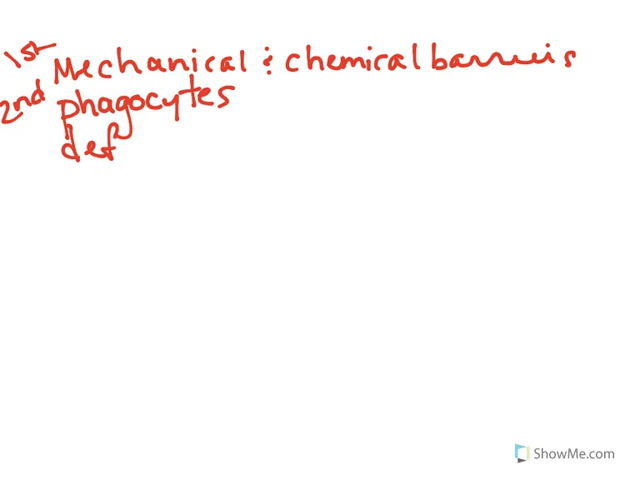 1st Mechanical & chemical barriers
2nd phagocytes
def
ShowMe.com